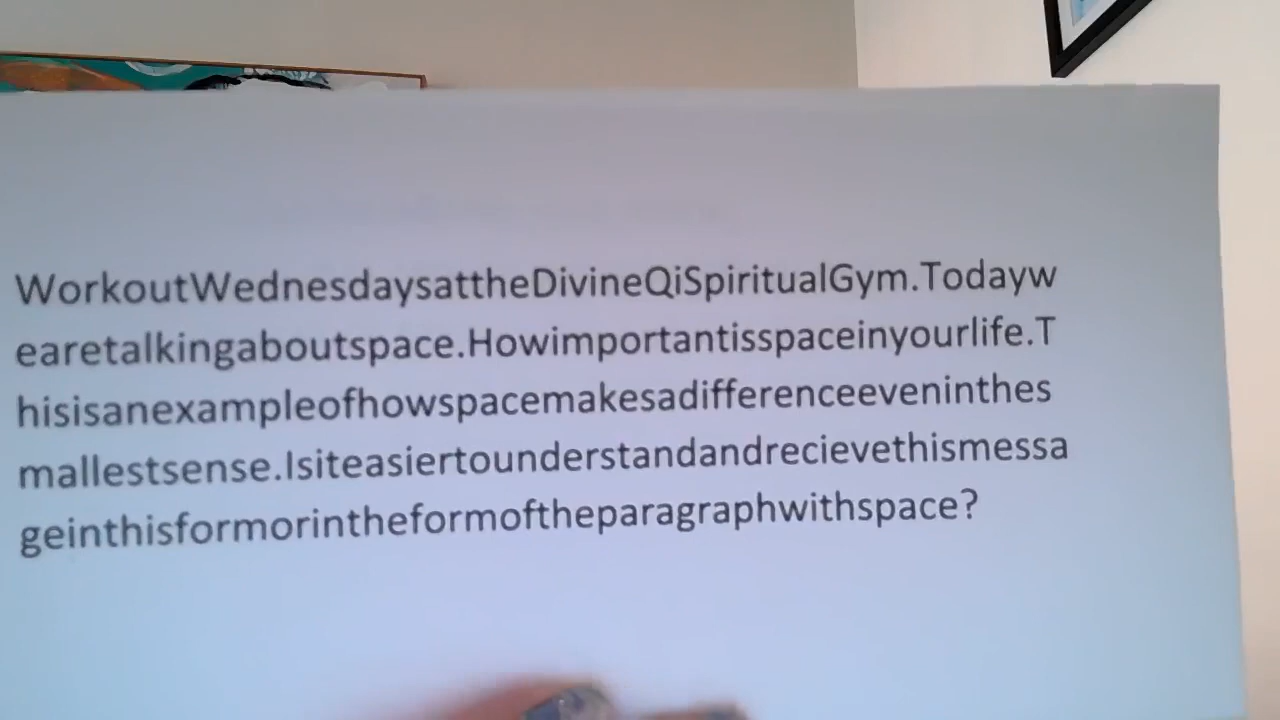 WorkoutWednesdaysattheDivineQiSpiritualGym.Todayw
earetalkingaboutspace.Howimportantisspaceinyourlife.T
hisisanexampleofhowspacemakesadifferenceeveninthes
mallestsense.Isiteasiertounderstandandrecievethismessa
geinthisformorintheformoftheparagraphwithspace?